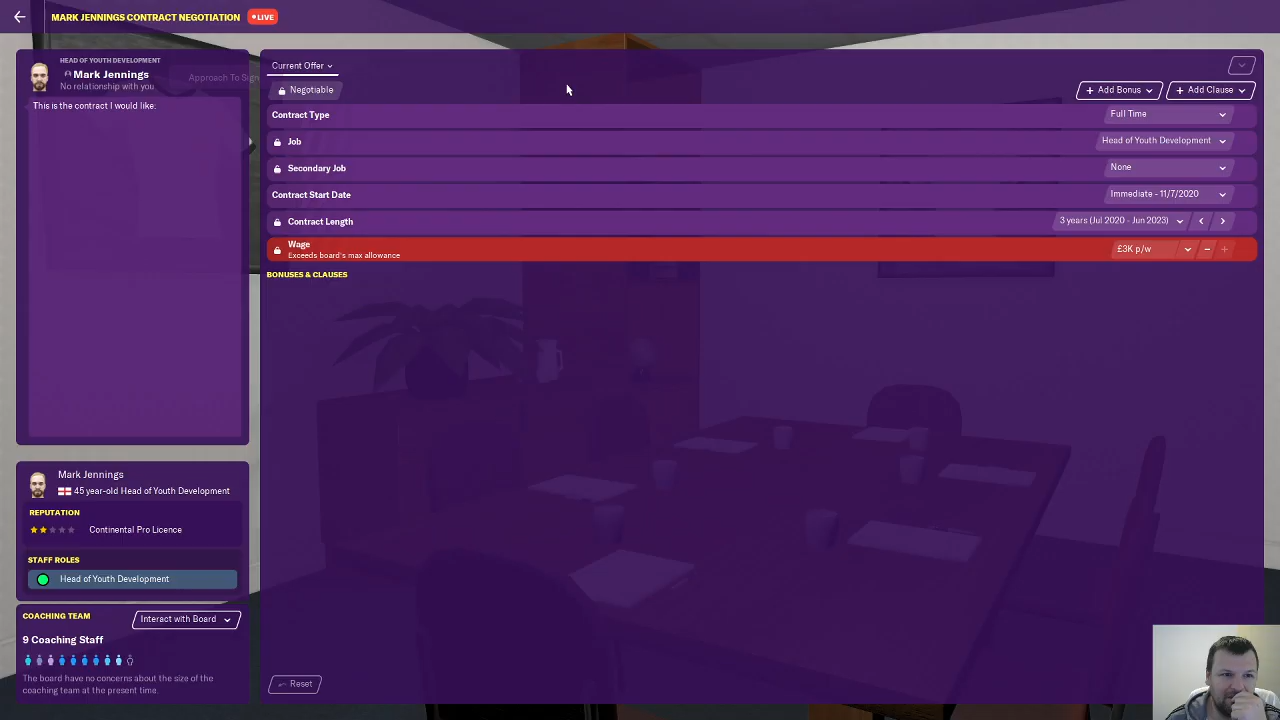 MARK JENNINGS CONTRACT NEGOTIATION
LIVE
HEAD OF YOUTH DEVELOPMENT
Mark Jennings
No relationship with you
Approach To Sign
This is the contract I would like:
Current Offer
Negotiable
+ Add Bonus
+ Add Clause
Contract Type
Full Time
Job
Head of Youth Development
Secondary Job
None
Contract Start Date
Immediate - 11/7/2020
Contract Length
3 years (Jul 2020 - Jun 2023)
Wage
Exceeds board's max allowance
£3K p/w
BONUSES & CLAUSES
Mark Jennings
45 year-old Head of Youth Development
REPUTATION
Continental Pro Licence
STAFF ROLES
Head of Youth Development
COACHING TEAM
Interact with Board
9 Coaching Staff
The board have no concerns about the size of the
coaching team at the present time.
Reset